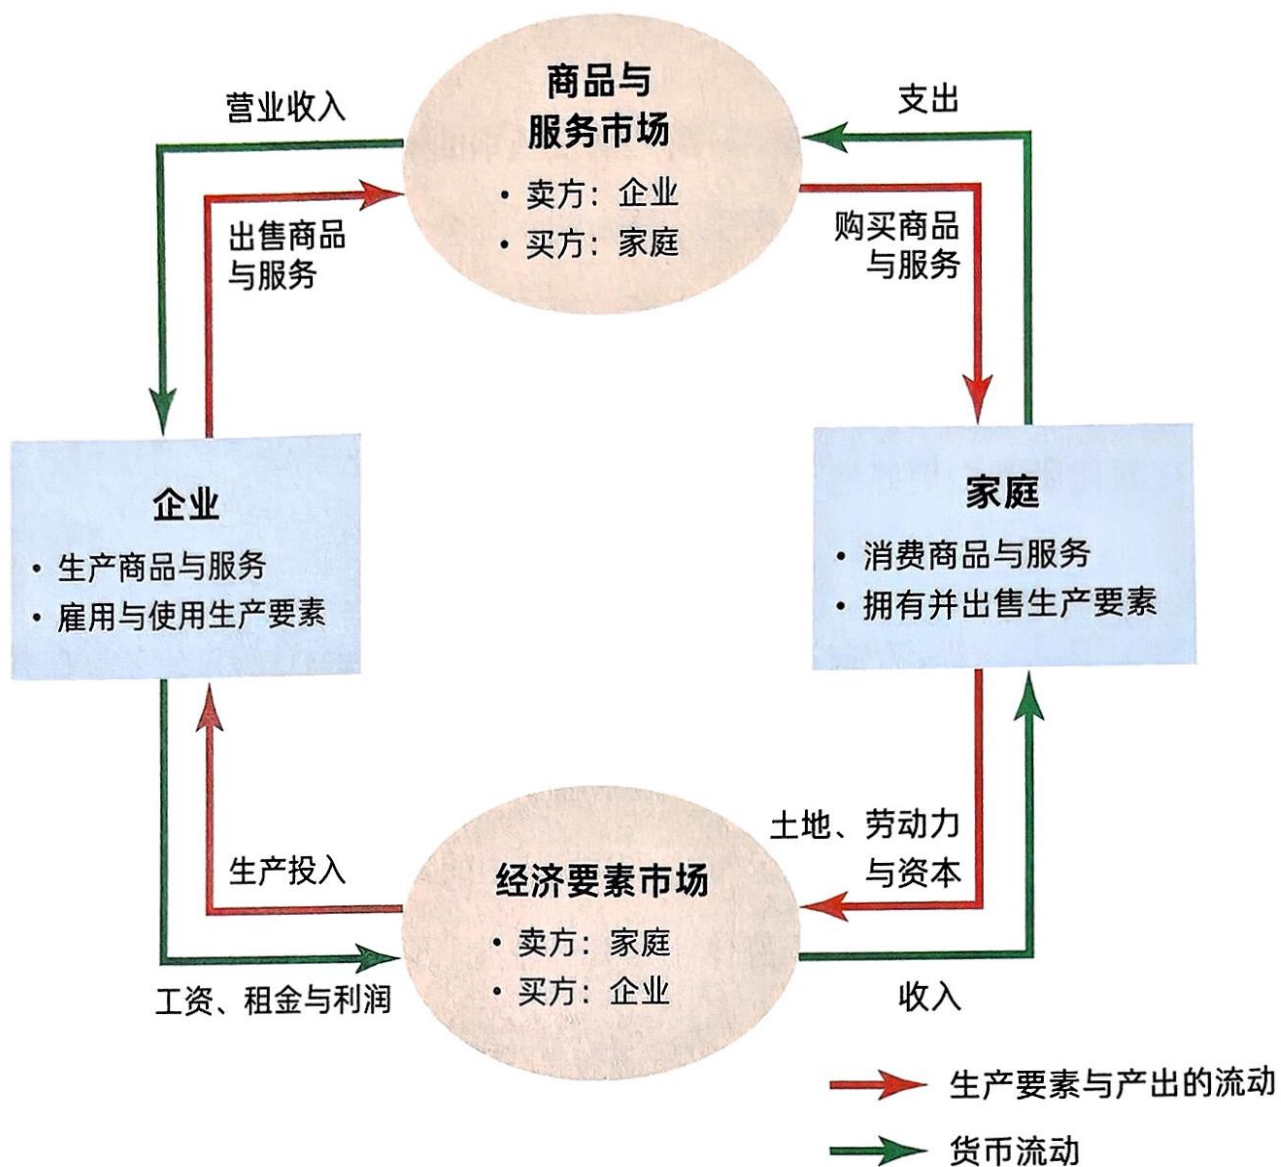 商品与
服务市场
• 卖方：企业
• 买方：家庭
营业收入
支出
出售商品
与服务
购买商品
与服务
企业
• 生产商品与服务
• 雇用与使用生产要素
家庭
• 消费商品与服务
• 拥有并出售生产要素
生产投入
土地、劳动力
与资本
经济要素市场
• 卖方：家庭
• 买方：企业
工资、租金与利润
收入
生产要素与产出的流动
货币流动